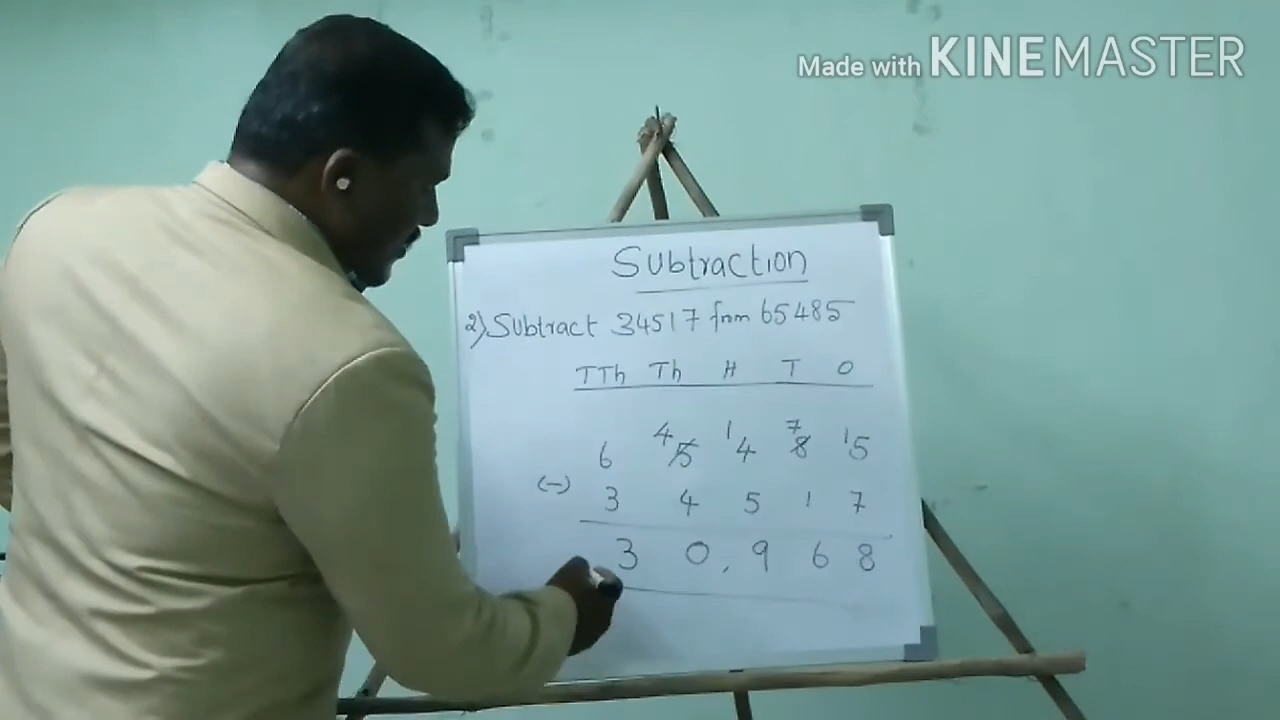 Made with KINEMASTER
Subtraction
2) Subtract 34517 from 65485
TTh Th H T O
4 1 7 1
6 5 4 8 5
(-) 3 4 5 1 7
3 0, 9 6 8